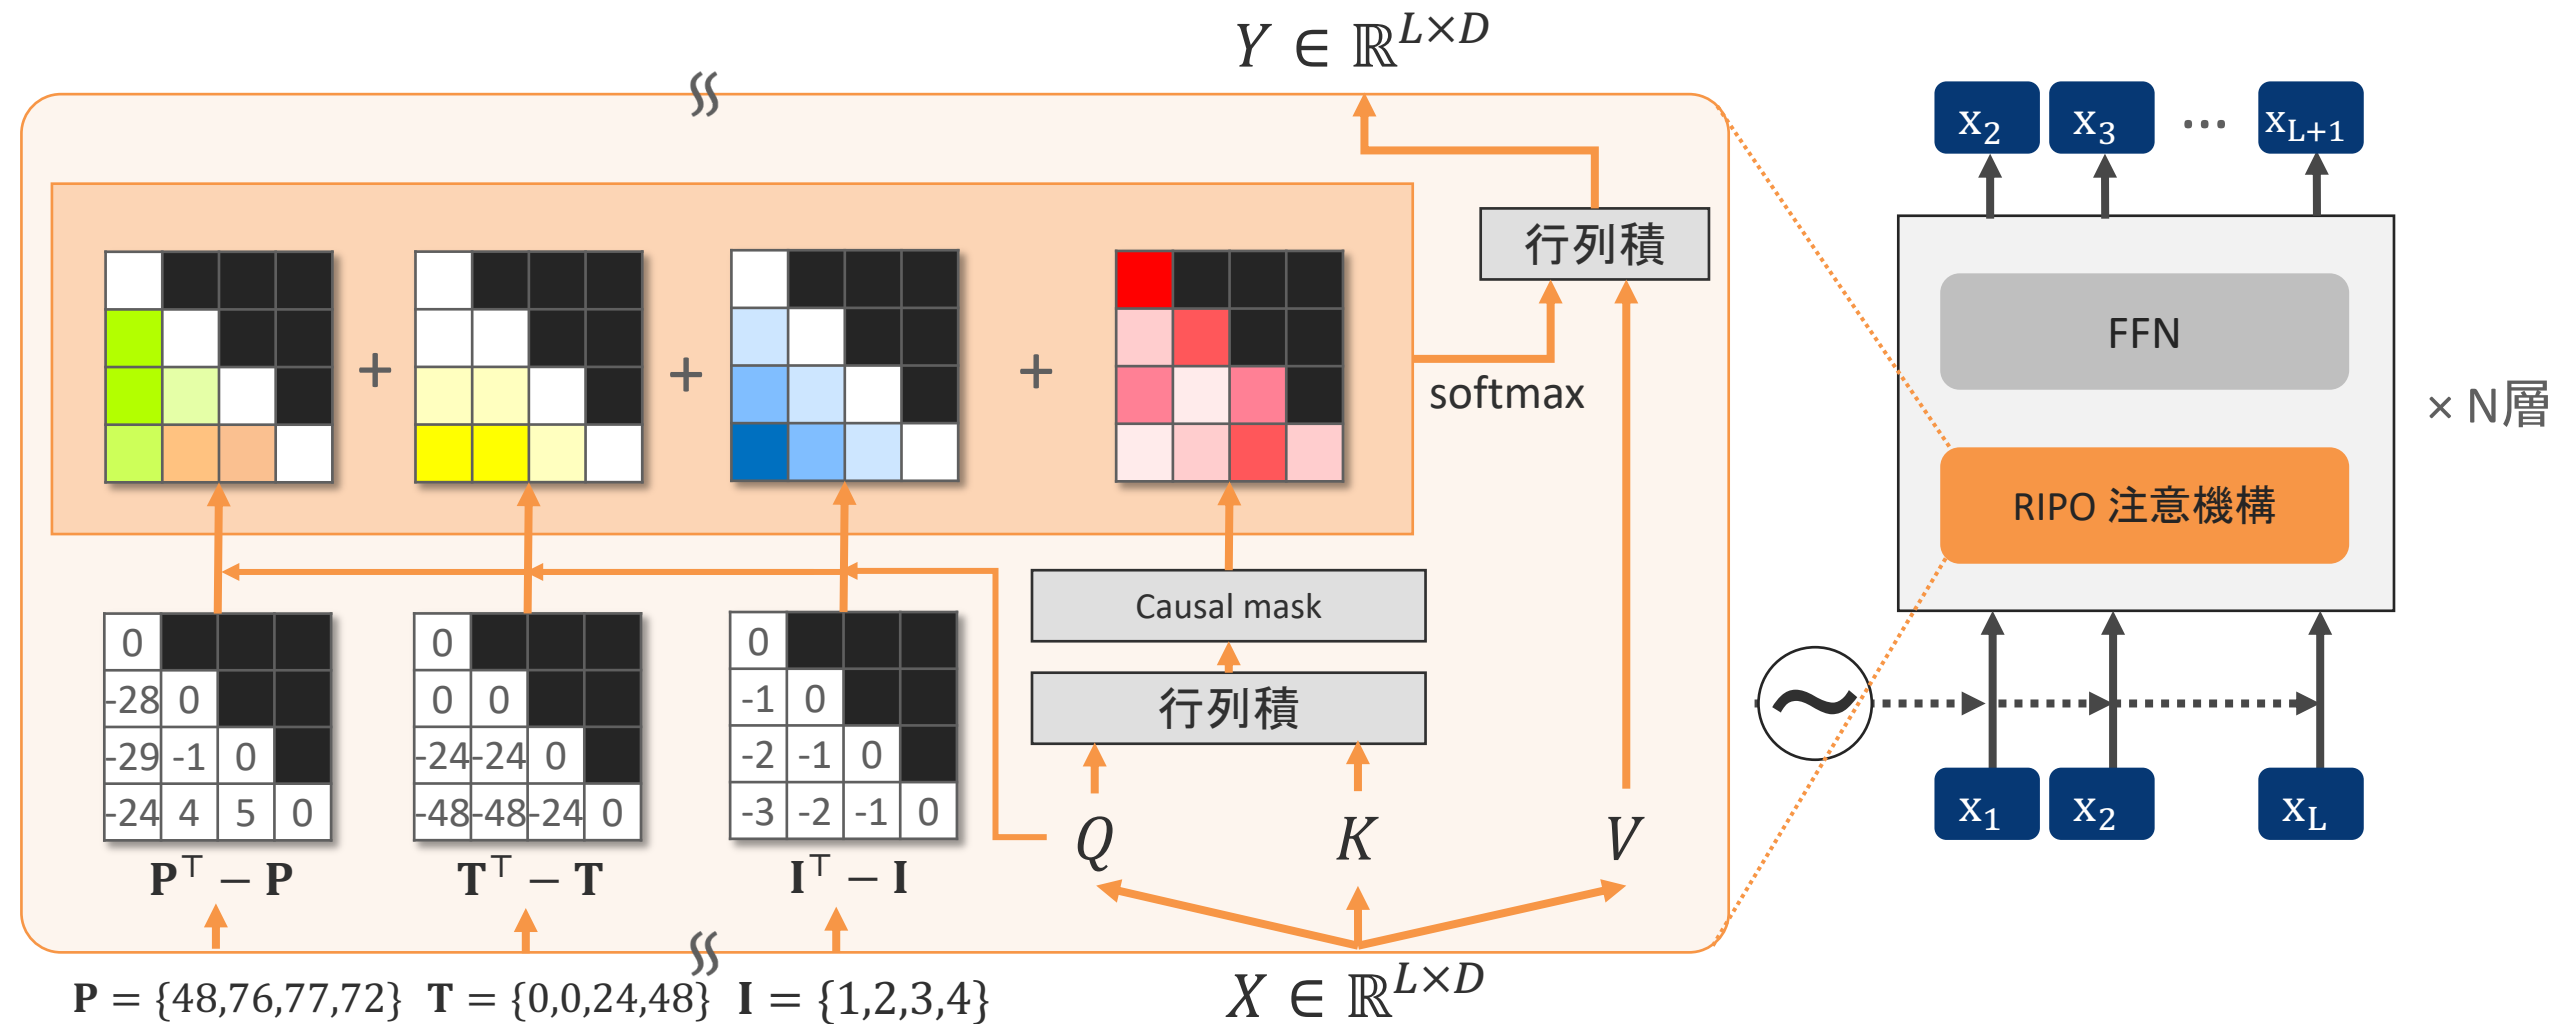 Y ∈ ℝ^{L×D}
x₂ x₃ … x_{L+1}
行列積
+ + +
softmax
FFN
× N層
RIPO 注意機構
Causal mask
行列積
0
-28 0
-29 -1 0
-24 4 5 0
P⊤ − P
0
0 0
-24 -24 0
-48 -48 -24 0
T⊤ − T
0
-1 0
-2 -1 0
-3 -2 -1 0
I⊤ − I
Q K V
~
x₁ x₂ x_L
P = {48,76,77,72} T = {0,0,24,48} I = {1,2,3,4}
X ∈ ℝ^{L×D}